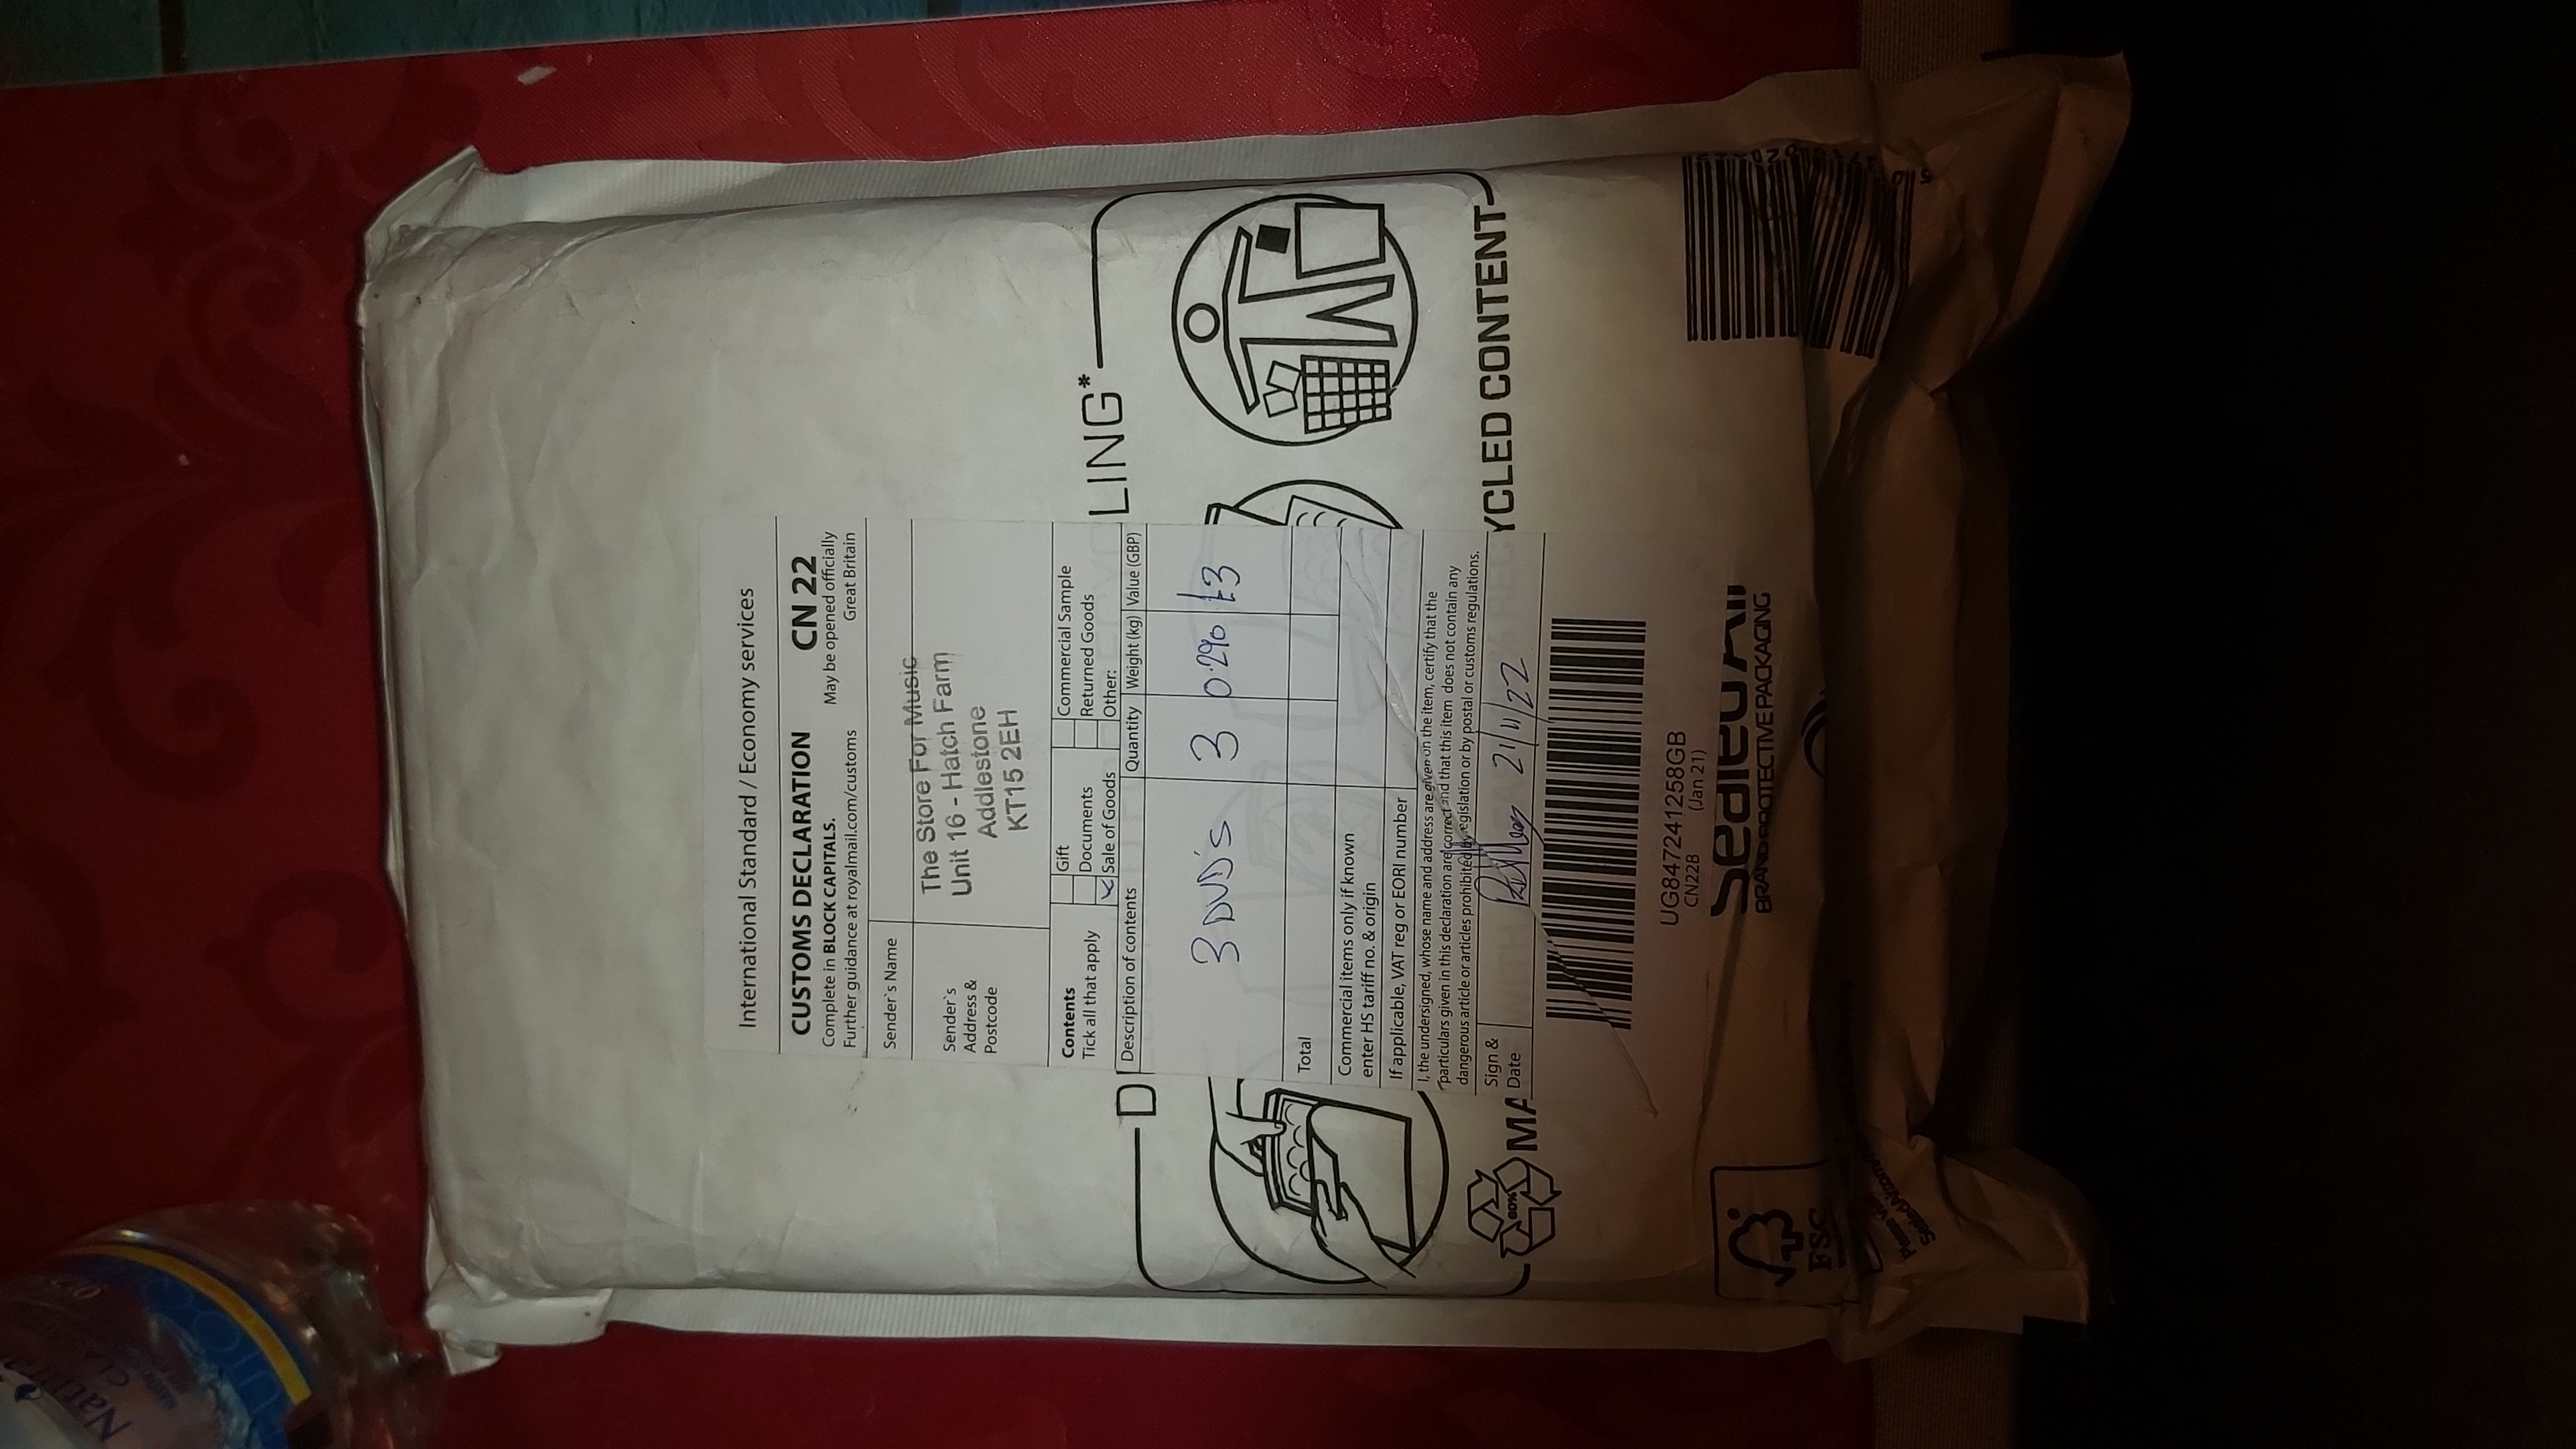 International Standard / Economy services
CUSTOMS DECLARATION CN 22
Complete in BLOCK CAPITALS. May be opened officially
Further guidance at royalmail.com/customs Great Britain
Sender`s Name
The Store For Music
Sender`s
Address &
Postcode
Unit 16 - Hatch Farm
Addlestone
KT15 2EH
Contents
Tick all that apply
Gift
Documents
Sale of Goods
Commercial Sample
Returned Goods
Other:
Description of contents Quantity Weight (kg) Value (GBP)
3 DVD's 3 0.290 £3
Total
Commercial items only if known
enter HS tariff no. & origin
If applicable, VAT reg or EORI number
I, the undersigned, whose name and address are given on the item, certify that the
particulars given in this declaration are correct and that this item does not contain any
dangerous article or articles prohibited by legislation or by postal or customs regulations.
Sign &
Date
21/11/22
UG847241258GB
CN22B (Jan 21)
D LING*
60%
MA YCLED CONTENT
Sealed Air
BRAND PROTECTIVE PACKAGING
FSC